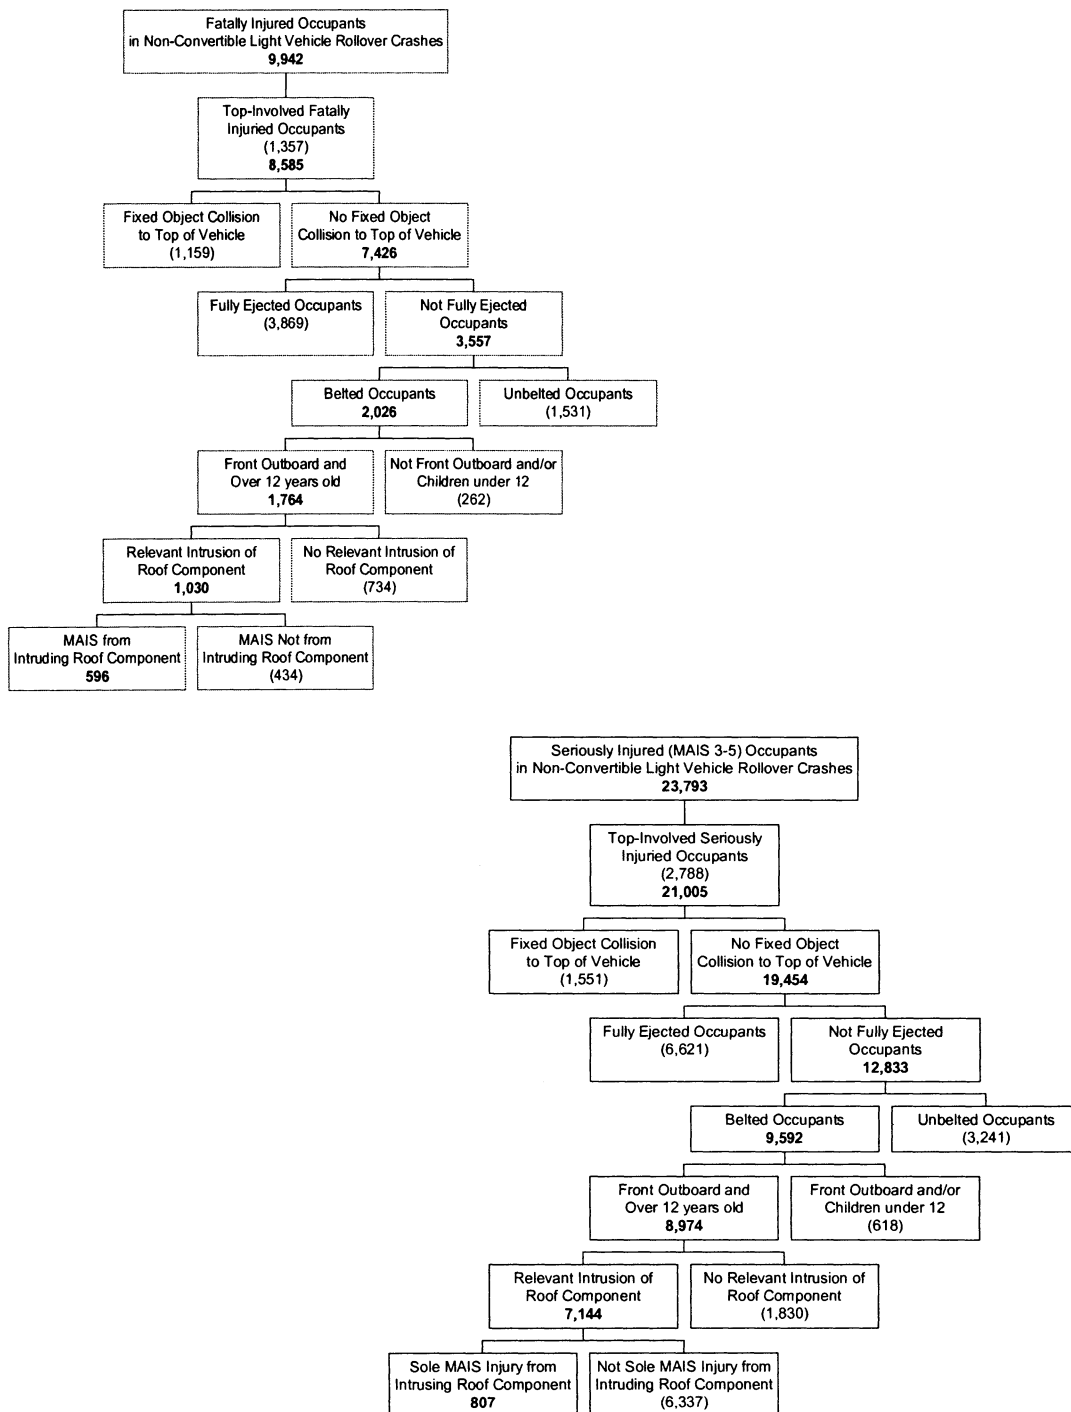 Fatally Injured Occupants
in Non-Convertible Light Vehicle Rollover Crashes
9,942
Top-Involved Fatally
Injuried Occupants
(1,357)
8,585
Fixed Object Collision
to Top of Vehicle
(1,159)
No Fixed Object
Collision to Top of Vehicle
7,426
Fully Ejected Occupants
(3,869)
Not Fully Ejected
Occupants
3,557
Belted Occupants
2,026
Unbelted Occupants
(1,531)
Front Outboard and
Over 12 years old
1,764
Not Front Outboard and/or
Children under 12
(262)
Relevant Intrusion of
Roof Component
1,030
No Relevant Intrusion of
Roof Component
(734)
MAIS from
Intruding Roof Component
596
MAIS Not from
Intruding Roof Component
(434)
Seriously Injured (MAIS 3-5) Occupants
in Non-Convertible Light Vehicle Rollover Crashes
23,793
Top-Involved Seriously
Injuried Occupants
(2,788)
21,005
Fixed Object Collision
to Top of Vehicle
(1,551)
No Fixed Object
Collision to Top of Vehicle
19,454
Fully Ejected Occupants
(6,621)
Not Fully Ejected
Occupants
12,833
Belted Occupants
9,592
Unbelted Occupants
(3,241)
Front Outboard and
Over 12 years old
8,974
Front Outboard and/or
Children under 12
(618)
Relevant Intrusion of
Roof Component
7,144
No Relevant Intrusion of
Roof Component
(1,830)
Sole MAIS Injury from
Intrusing Roof Component
807
Not Sole MAIS Injury from
Intruding Roof Component
(6,337)